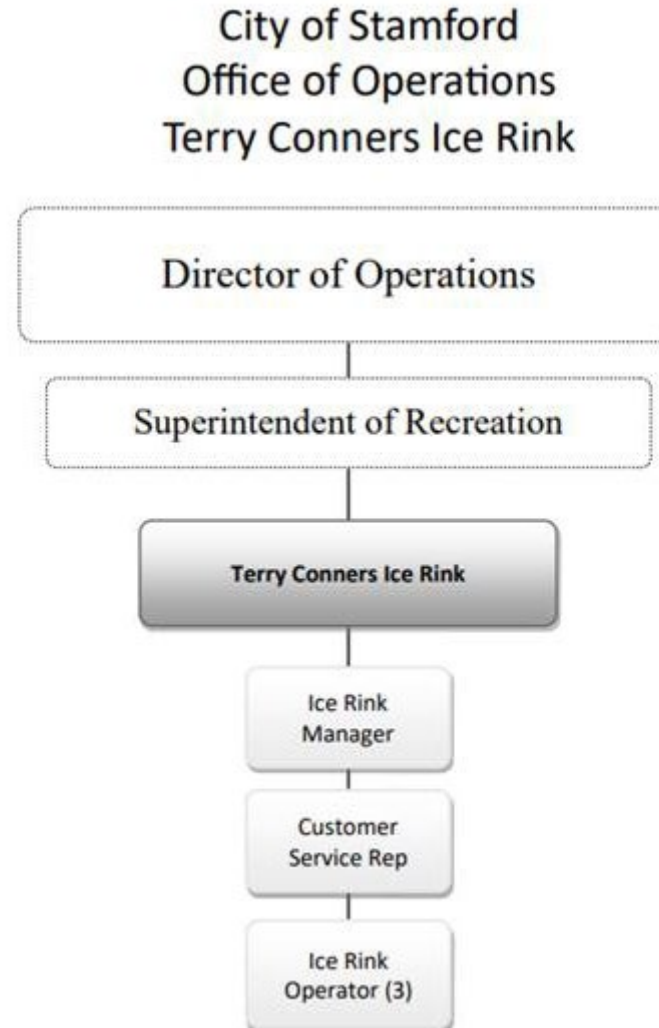 City of Stamford
Office of Operations
Terry Conners Ice Rink
Director of Operations
Superintendent of Recreation
Terry Conners Ice Rink
Ice Rink
Manager
Customer
Service Rep
Ice Rink
Operator (3)